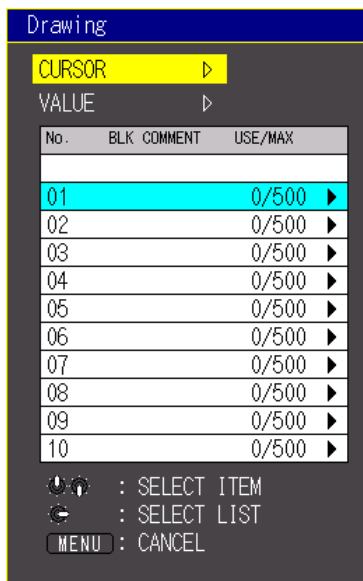 Drawing
CURSOR ▷
VALUE ▷
No. BLK COMMENT USE/MAX
01 0/500 ▶
02 0/500 ▶
03 0/500 ▶
04 0/500 ▶
05 0/500 ▶
06 0/500 ▶
07 0/500 ▶
08 0/500 ▶
09 0/500 ▶
10 0/500 ▶
: SELECT ITEM
: SELECT LIST
MENU : CANCEL